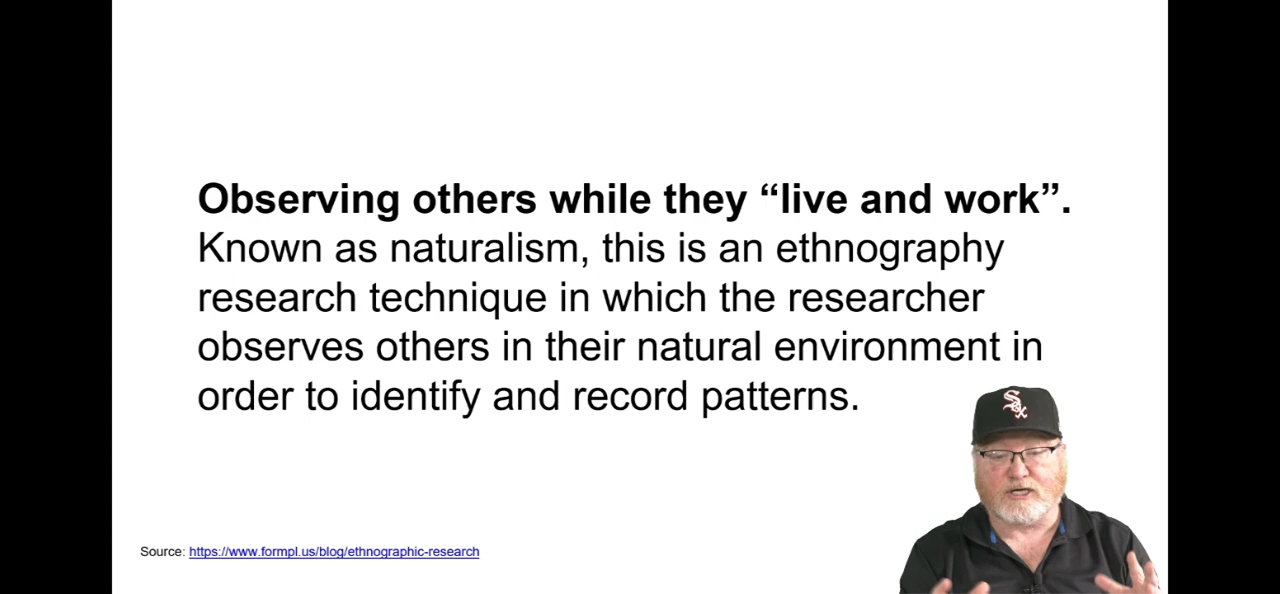 Observing others while they “live and work”.
Known as naturalism, this is an ethnography
research technique in which the researcher
observes others in their natural environment in
order to identify and record patterns.
Sox
Source: https://www.formpl.us/blog/ethnographic-research